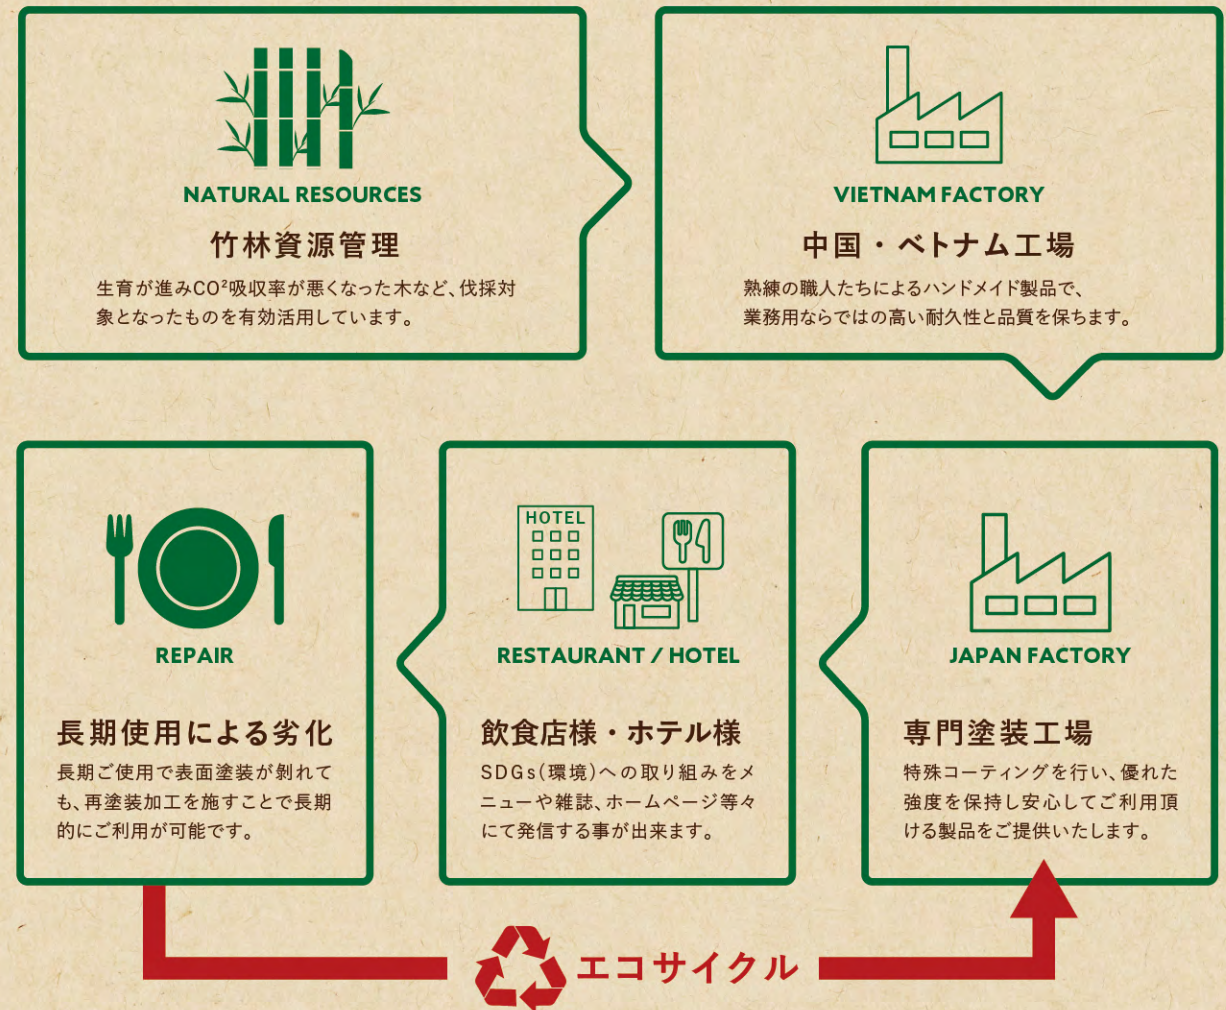 NATURAL RESOURCES
竹林資源管理
生育が進みCO²吸収率が悪くなった木など、伐採対
象となったものを有効活用しています。
VIETNAM FACTORY
中国・ベトナム工場
熟練の職人たちによるハンドメイド製品で、
業務用ならではの高い耐久性と品質を保ちます。
JAPAN FACTORY
専門塗装工場
特殊コーティングを行い、優れた
強度を保持し安心してご利用頂
ける製品をご提供いたします。
HOTEL
RESTAURANT / HOTEL
飲食店様・ホテル様
SDGs(環境)への取り組みをメ
ニューや雑誌、ホームページ等々
にて発信する事が出来ます。
REPAIR
長期使用による劣化
長期ご使用で表面塗装が剝れて
も、再塗装加工を施すことで長期
的にご利用が可能です。
エコサイクル